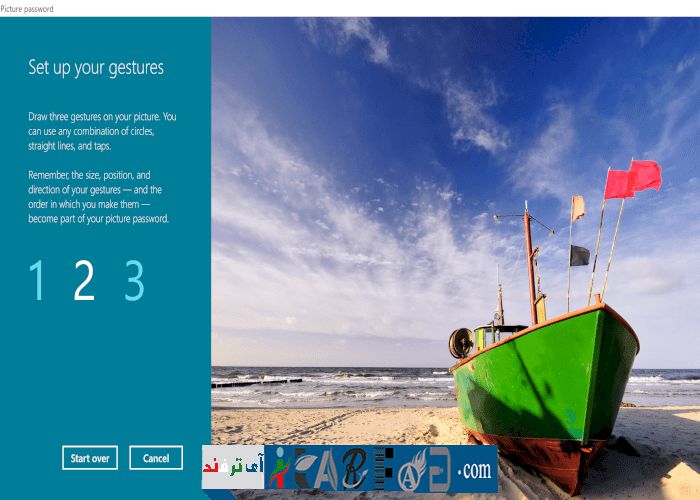 Picture password
Set up your gestures
Draw three gestures on your picture. You
can use any combination of circles,
straight lines, and taps.
Remember, the size, position, and
direction of your gestures — and the
order in which you make them —
become part of your picture password.
1 2 3
Start over Cancel
آی ترفند
.com